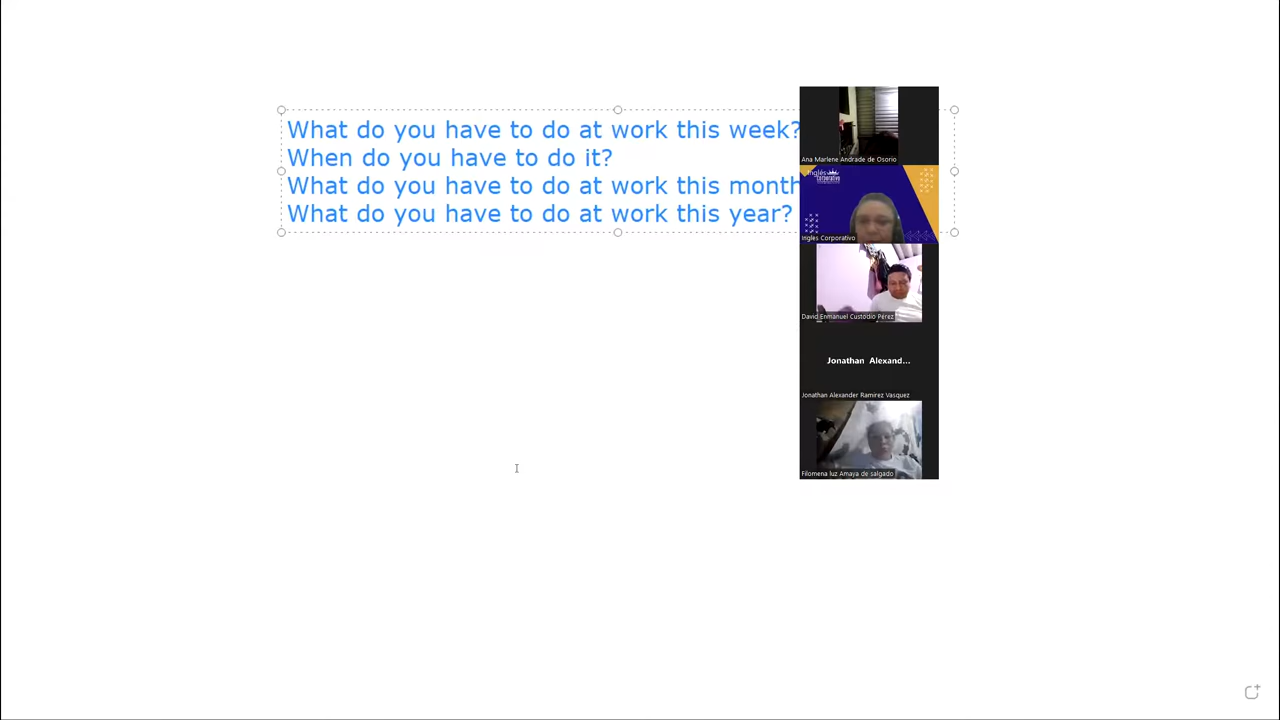 What do you have to do at work this week?
When do you have to do it?
What do you have to do at work this month
What do you have to do at work this year?
Ana Marlene Andrade de Osorio
Inglés
corporativo
Ingles Corporativo
David Enmanuel Custodio Perez
Jonathan Alexand...
Jonathan Alexander Ramirez Vasquez
Filomena luz Amaya de salgado